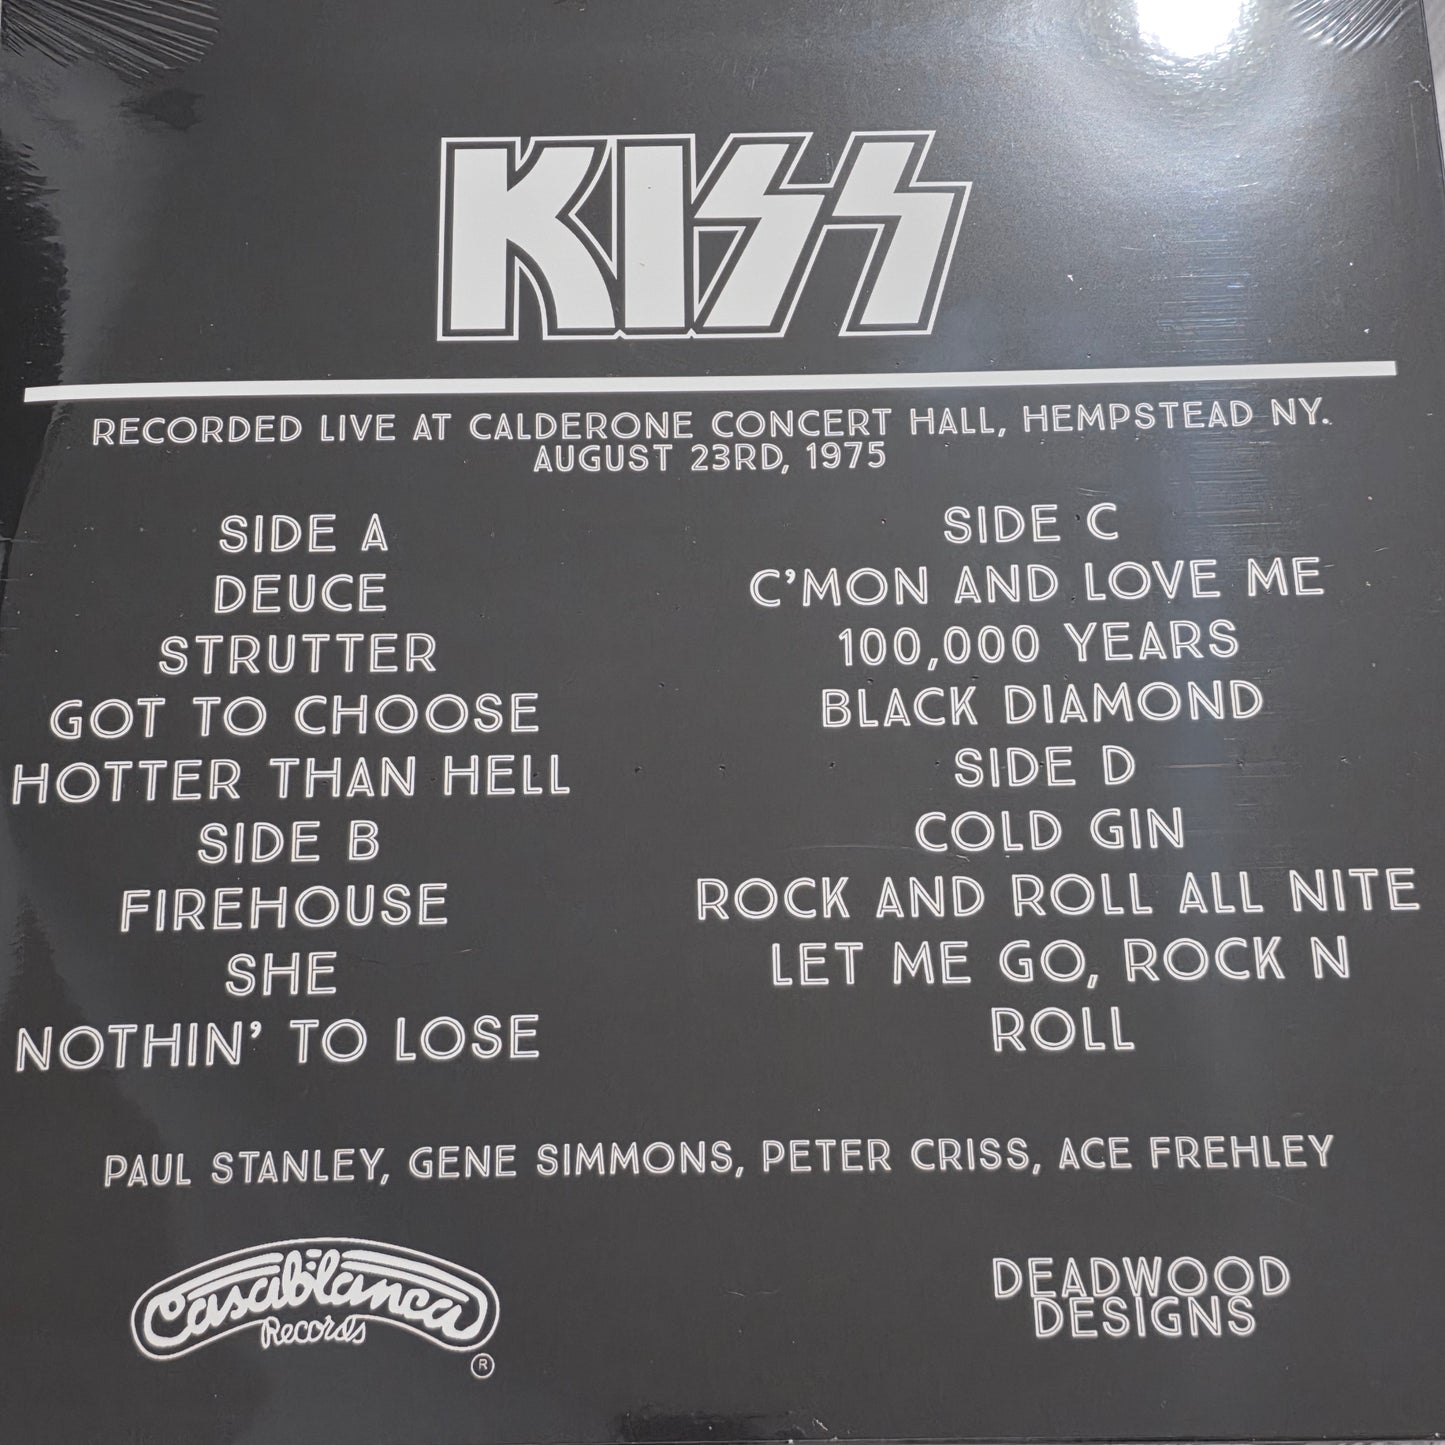 KISS
RECORDED LIVE AT CALDERONE CONCERT HALL, HEMPSTEAD NY.
AUGUST 23RD, 1975
SIDE A
DEUCE
STRUTTER
GOT TO CHOOSE
HOTTER THAN HELL
SIDE B
FIREHOUSE
SHE
NOTHIN' TO LOSE
SIDE C
C'MON AND LOVE ME
100,000 YEARS
BLACK DIAMOND
SIDE D
COLD GIN
ROCK AND ROLL ALL NITE
LET ME GO, ROCK N
ROLL
PAUL STANLEY, GENE SIMMONS, PETER CRISS, ACE FREHLEY
Casablanca
Records
®
DEADWOOD
DESIGNS